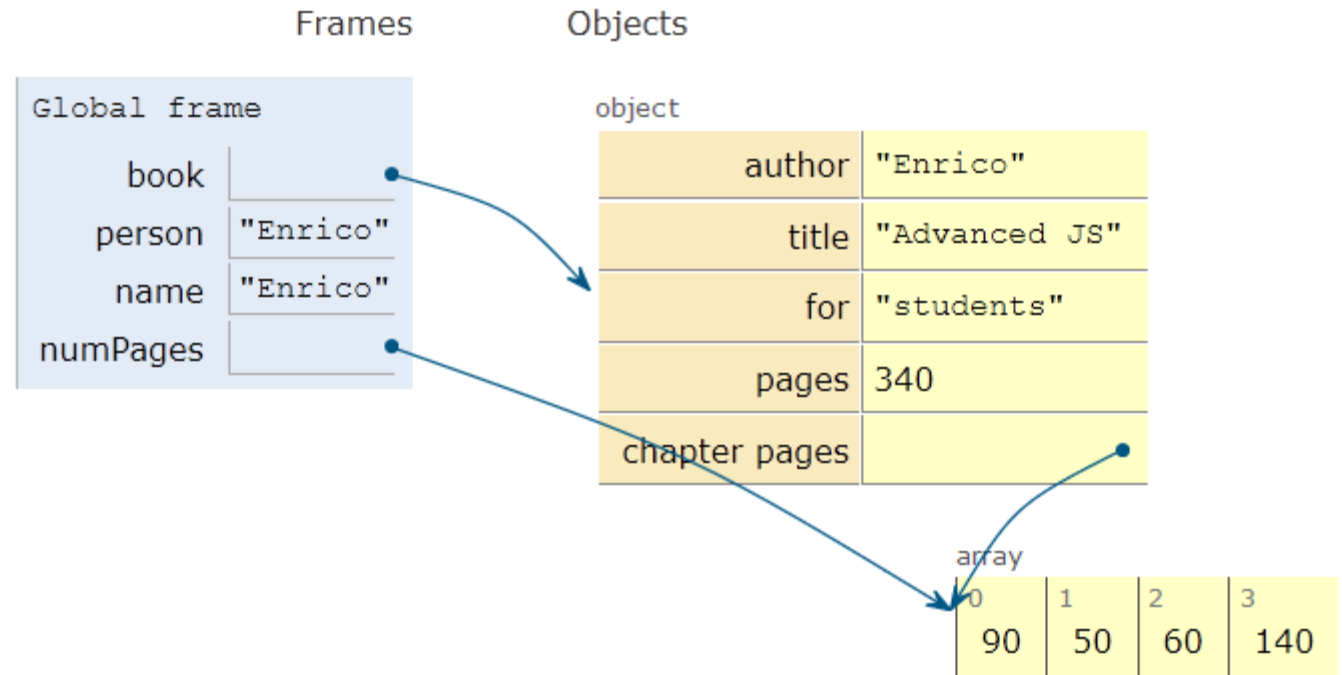 Frames Objects
Global frame
book
person "Enrico"
name "Enrico"
numPages
object
author "Enrico"
title "Advanced JS"
for "students"
pages 340
chapter pages
array
0 1 2 3
90 50 60 140